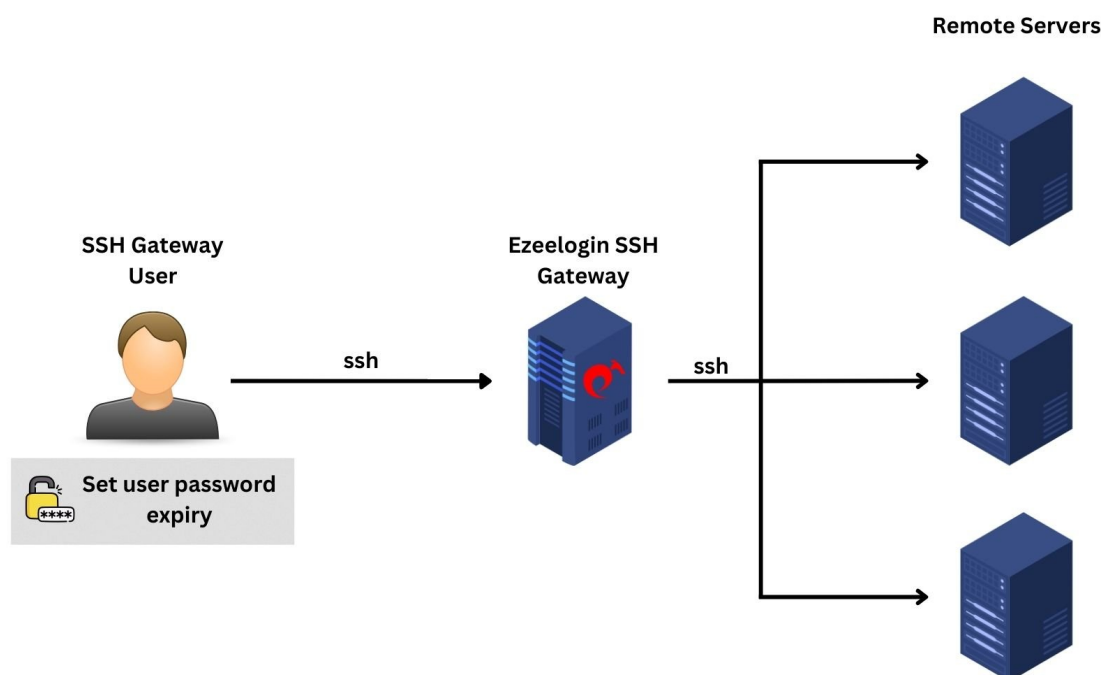 Remote Servers
SSH Gateway
User
Ezeelogin SSH
Gateway
ssh
ssh
Set user password
expiry
****